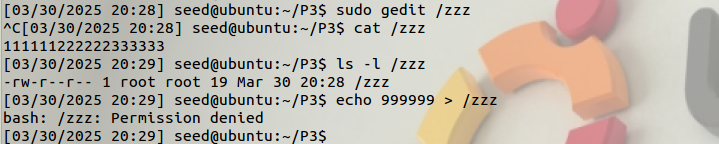 [03/30/2025 20:28] seed@ubuntu:~/P3$ sudo gedit /zzz
^C[03/30/2025 20:28] seed@ubuntu:~/P3$ cat /zzz
111111222222333333
[03/30/2025 20:29] seed@ubuntu:~/P3$ ls -l /zzz
-rw-r--r-- 1 root root 19 Mar 30 20:28 /zzz
[03/30/2025 20:29] seed@ubuntu:~/P3$ echo 999999 > /zzz
bash: /zzz: Permission denied
[03/30/2025 20:29] seed@ubuntu:~/P3$